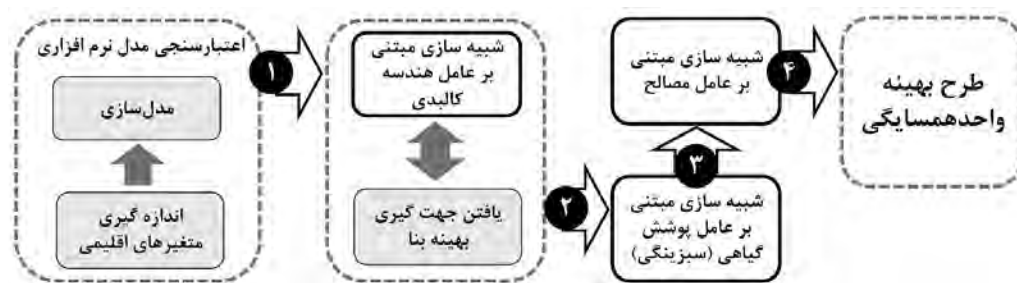 اعتبارسنجی مدل نرم افزاری
مدل‌سازی
اندازه گیری
متغیرهای اقلیمی
۱
شبیه سازی مبتنی
بر عامل هندسه
کالبدی
یافتن جهت گیری
بهینه بنا
۲
شبیه سازی مبتنی
بر عامل پوشش
گیاهی (سبزینگی)
۳
شبیه سازی مبتنی
بر عامل مصالح
۴
طرح بهینه
واحدهمسایگی